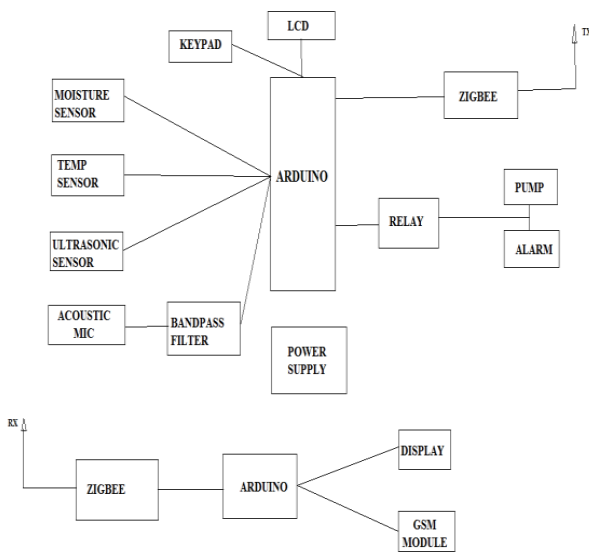 LCD
KEYPAD
TX
MOISTURE
SENSOR
ZIGBEE
TEMP
SENSOR
ARDUINO
PUMP
RELAY
ULTRASONIC
SENSOR
ALARM
ACOUSTIC
MIC
BANDPASS
FILTER
POWER
SUPPLY
RX
DISPLAY
ZIGBEE
ARDUINO
GSM
MODULE